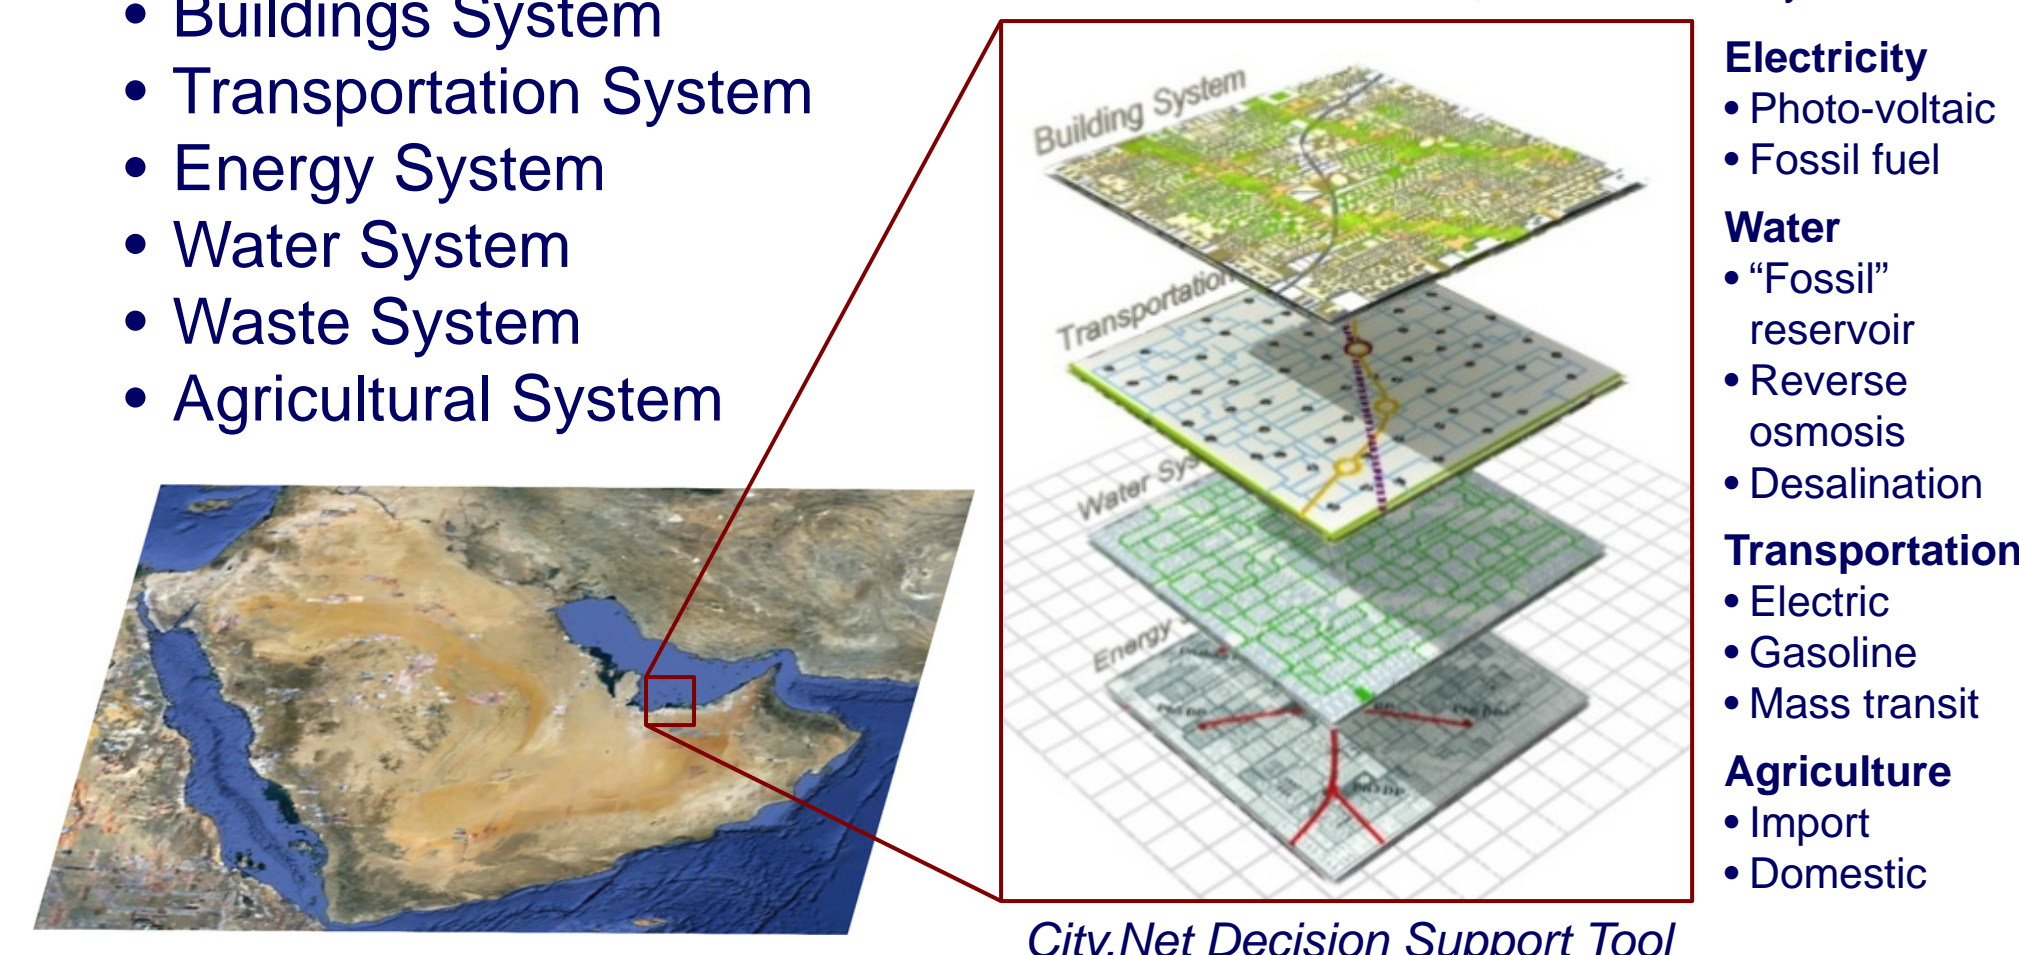 • Buildings System
• Transportation System
• Energy System
• Water System
• Waste System
• Agricultural System
Building System
Transportation
Water Sys
Energy
Electricity
• Photo-voltaic
• Fossil fuel
Water
• “Fossil”
reservoir
• Reverse
osmosis
• Desalination
Transportation
• Electric
• Gasoline
• Mass transit
Agriculture
• Import
• Domestic
City.Net Decision Support Tool